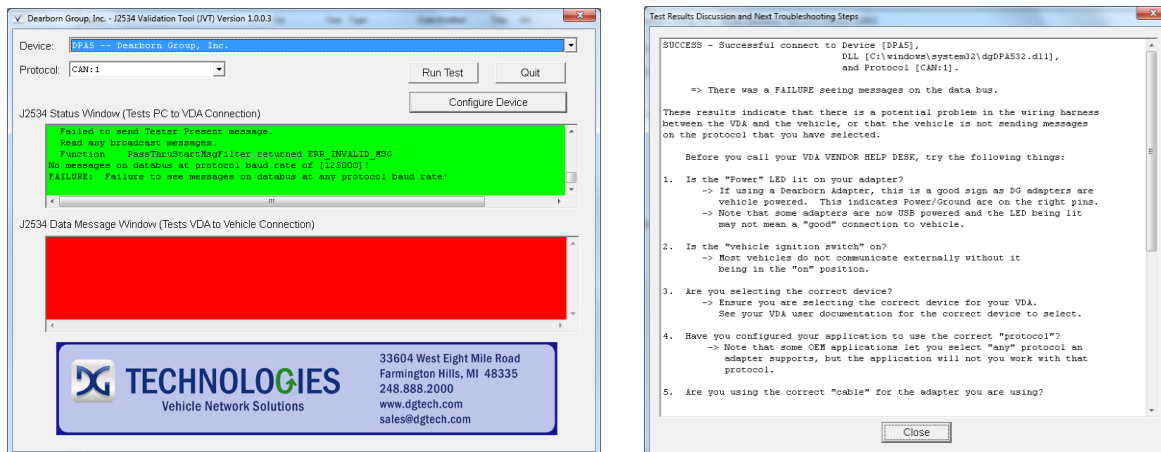 Dearborn Group, Inc. - J2534 Validation Tool (JVT) Version 1.0.0.3
Device:
DPA5 -- Dearborn Group, Inc.
Protocol:
CAN:1
Run Test
Quit
Configure Device
J2534 Status Window (Tests PC to VDA Connection)
Failed to send Tester Present message.
Read any broadcast messages.
Function PassThruStartMsgFilter returned ERR_INVALID_MSG
No messages on databus at protocol baud rate of [125000]!
FAILURE: Failure to see messages on databus at any protocol baud rate!
J2534 Data Message Window (Tests VDA to Vehicle Connection)
DG TECHNOLOGIES
Vehicle Network Solutions
33604 West Eight Mile Road
Farmington Hills, MI 48335
248.888.2000
www.dgtech.com
sales@dgtech.com
Test Results Discussion and Next Troubleshooting Steps
SUCCESS - Successful connect to Device [DPA5],
DLL [C:\windows\system32\dgDPA532.dll],
and Protocol [CAN:1].
=> There was a FAILURE seeing messages on the data bus.
These results indicate that there is a potential problem in the wiring harness
between the VDA and the vehicle, or that the vehicle is not sending messages
on the protocol that you have selected.
Before you call your VDA VENDOR HELP DESK, try the following things:
1. Is the "Power" LED lit on your adapter?
-> If using a Dearborn Adapter, this is a good sign as DG adapters are
vehicle powered. This indicates Power/Ground are on the right pins.
-> Note that some adapters are now USB powered and the LED being lit
may not mean a "good" connection to vehicle.
2. Is the "vehicle ignition switch" on?
-> Most vehicles do not communicate externally without it
being in the "on" position.
3. Are you selecting the correct device?
-> Ensure you are selecting the correct device for your VDA.
See your VDA user documentation for the correct device to select.
4. Have you configured your application to use the correct "protocol"?
-> Note that some OEM applications let you select "any" protocol an
adapter supports, but the application will not you work with that
protocol.
5. Are you using the correct "cable" for the adapter you are using?
Close